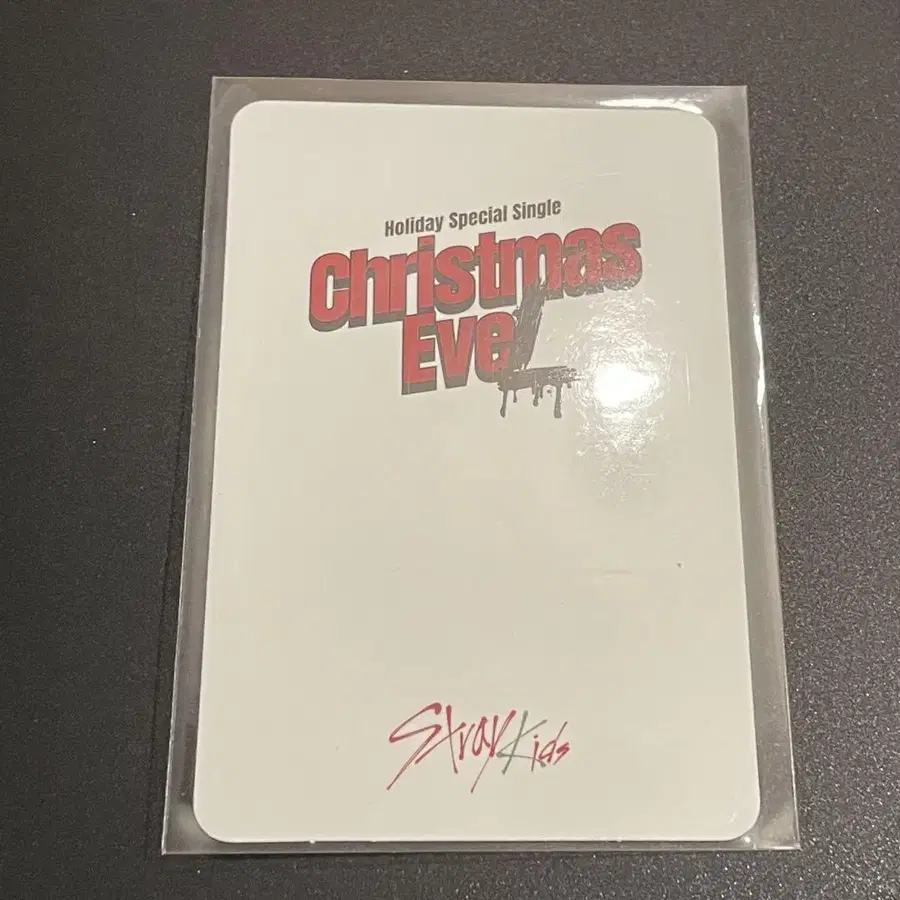 Holiday Special Single
Christmas
EveL
Stray Kids